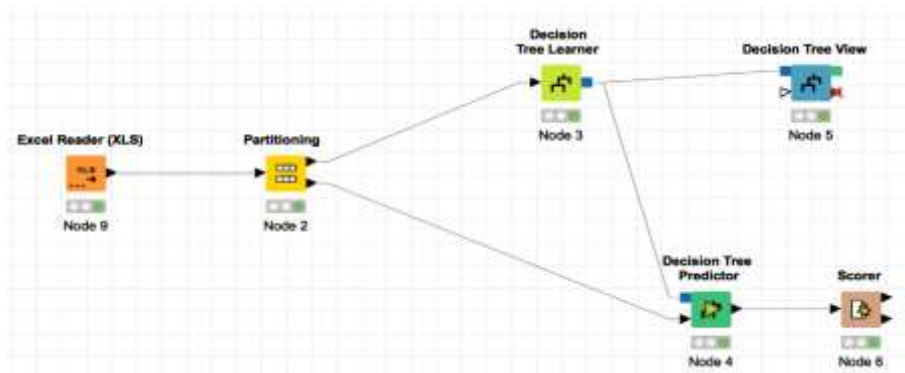 Decision
Tree Learner
Node 3
Decision Tree View
Node 5
Excel Reader (XLS)
XLS
Node 9
Partitioning
Node 2
Decision Tree
Predictor
Node 4
Scorer
Node 6